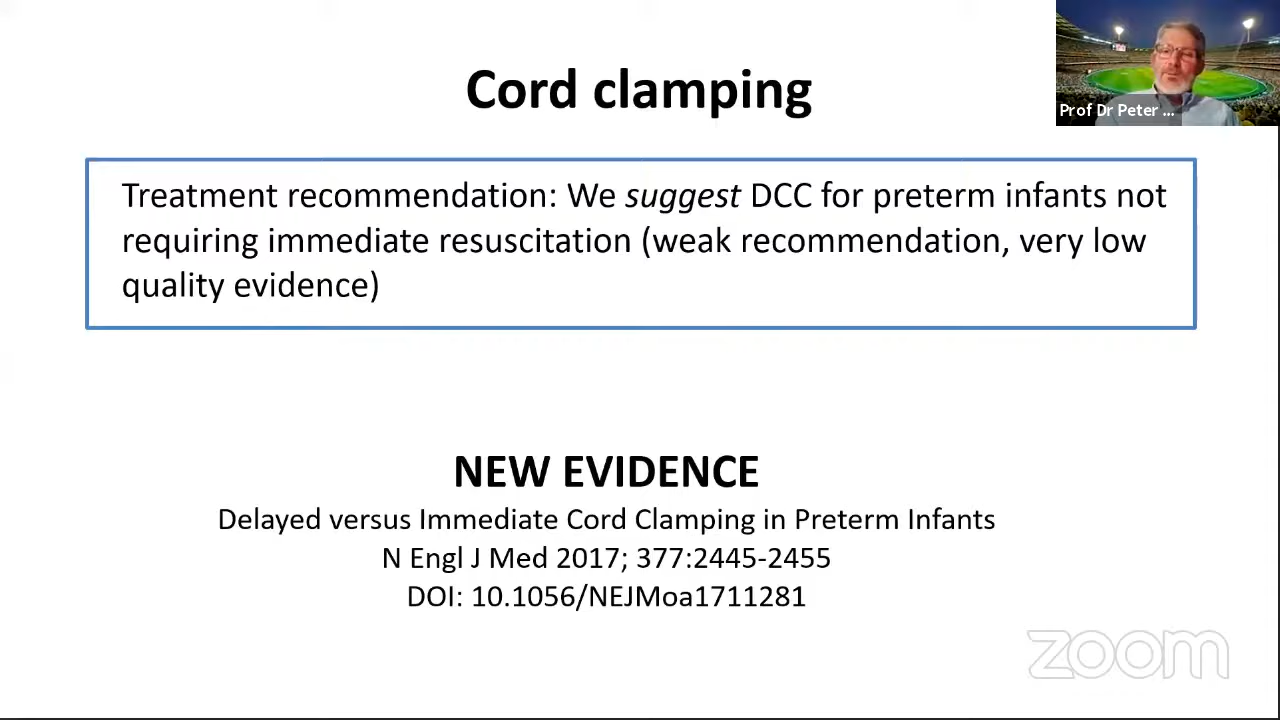 Cord clamping
Prof Dr Peter ...
Treatment recommendation: We suggest DCC for preterm infants not
requiring immediate resuscitation (weak recommendation, very low
quality evidence)
NEW EVIDENCE
Delayed versus Immediate Cord Clamping in Preterm Infants
N Engl J Med 2017; 377:2445-2455
DOI: 10.1056/NEJMoa1711281
zoom